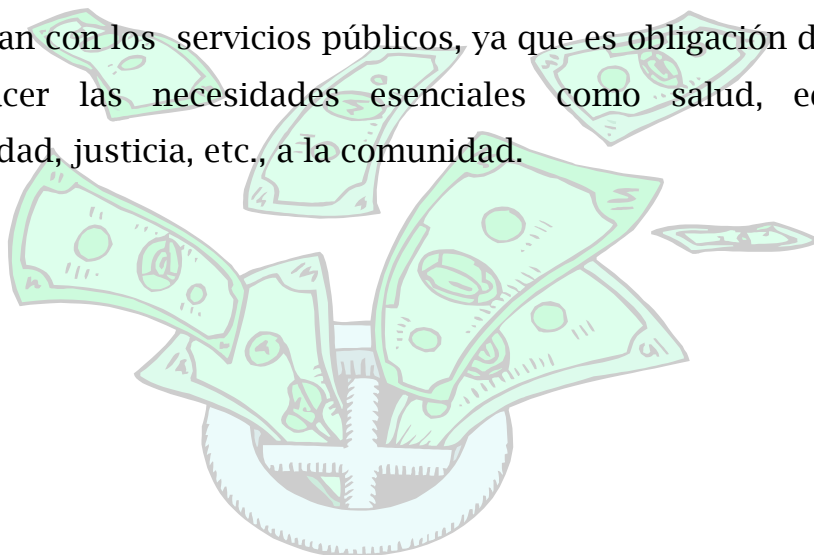 an con los servicios públicos, ya que es obligación d
cer las necesidades esenciales como salud, e
dad, justicia, etc., a la comunidad.